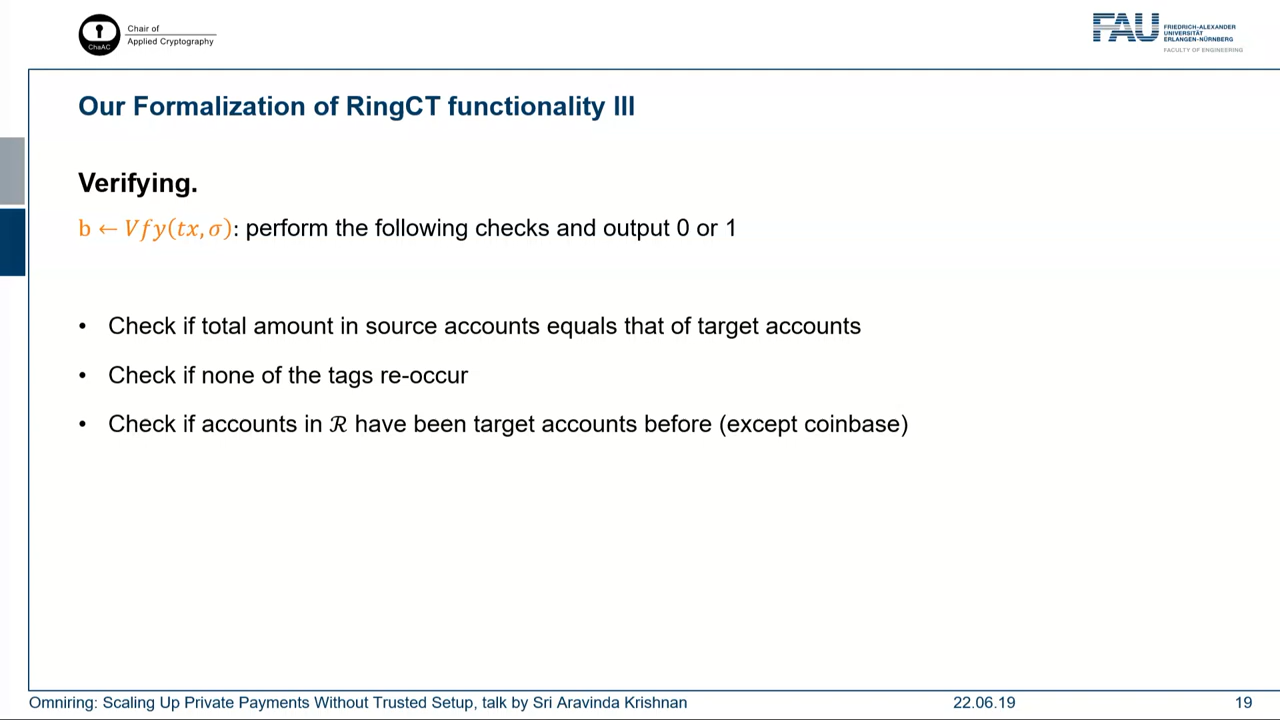 ChaAC
Chair of
Applied Cryptography
FAU
FRIEDRICH-ALEXANDER
UNIVERSITÄT
ERLANGEN-NÜRNBERG
FACULTY OF ENGINEERING
Our Formalization of RingCT functionality III
Verifying.
b ← 𝑉𝑓𝑦(𝑡𝑥, 𝜎): perform the following checks and output 0 or 1
• Check if total amount in source accounts equals that of target accounts
• Check if none of the tags re-occur
• Check if accounts in ℛ have been target accounts before (except coinbase)
Omniring: Scaling Up Private Payments Without Trusted Setup, talk by Sri Aravinda Krishnan 22.06.19 19